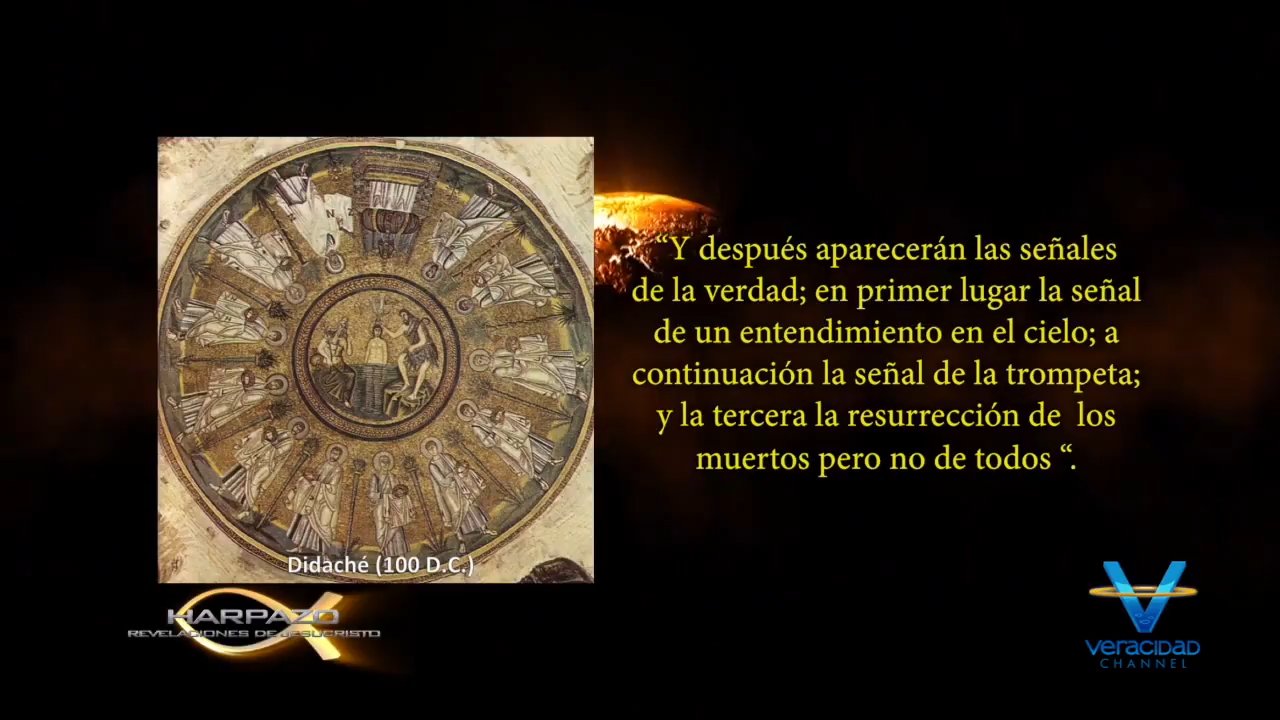 “Y después aparecerán las señales
de la verdad; en primer lugar la señal
de un entendimiento en el cielo; a
continuación la señal de la trompeta;
y la tercera la resurrección de los
muertos pero no de todos “.
Didaché (100 D.C.)
HARPAZO
REVELACIONES DE JESUCRISTO
V
VERACIDAD
CHANNEL